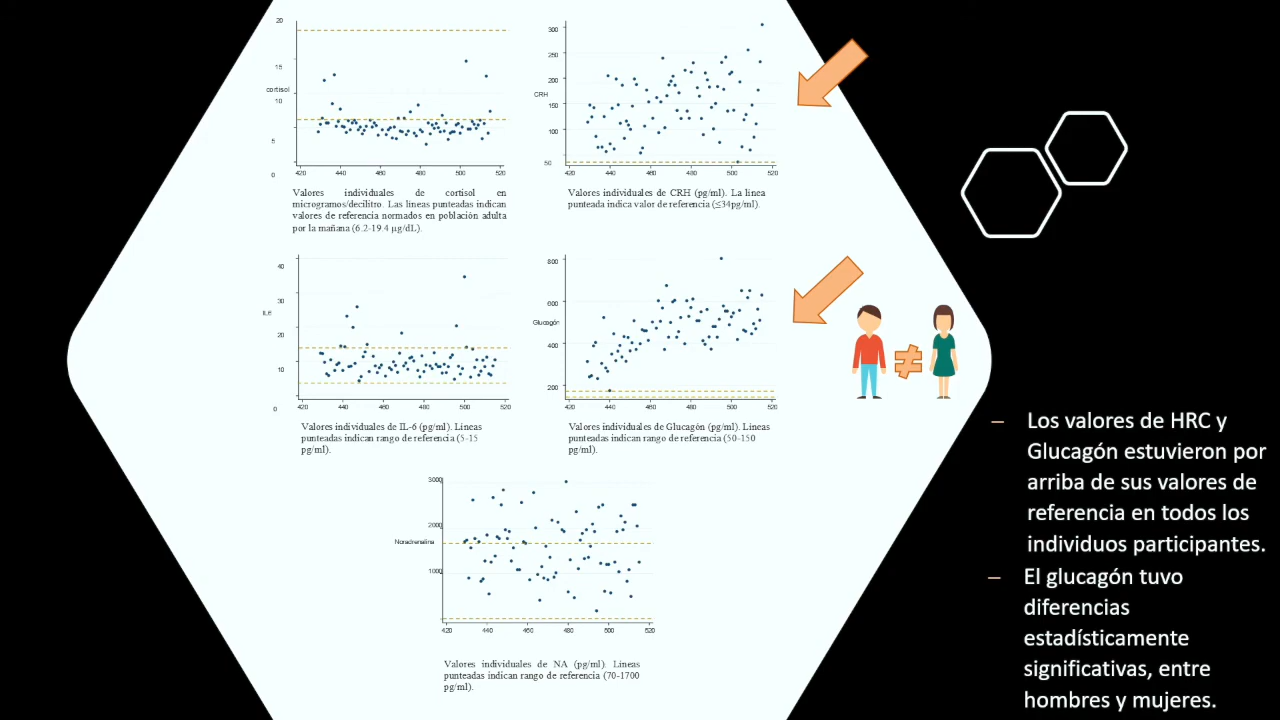 20
15
cortisol
10
5
0
420 440 460 480 500 520
Valores individuales de cortisol en
microgramos/decilitro. Las líneas punteadas indican
valores de referencia normados en población adulta
por la mañana (6.2-19.4 µg/dL).
300
250
200
CRH
150
100
50
420 440 460 480 500 520
Valores individuales de CRH (pg/ml). La línea
punteada indica valor de referencia (≤34pg/ml).
40
30
IL6
20
10
0
420 440 460 480 500 520
Valores individuales de IL-6 (pg/ml). Líneas
punteadas indican rango de referencia (5-15
pg/ml).
800
600
Glucagón
400
200
420 440 460 480 500 520
Valores individuales de Glucagón (pg/ml). Líneas
punteadas indican rango de referencia (50-150
pg/ml).
3000
2000
Noradrenalina
1000
420 440 460 480 500 520
Valores individuales de NA (pg/ml). Líneas
punteadas indican rango de referencia (70-1700
pg/ml).
≠
– Los valores de HRC y
Glucagón estuvieron por
arriba de sus valores de
referencia en todos los
individuos participantes.
– El glucagón tuvo
diferencias
estadísticamente
significativas, entre
hombres y mujeres.